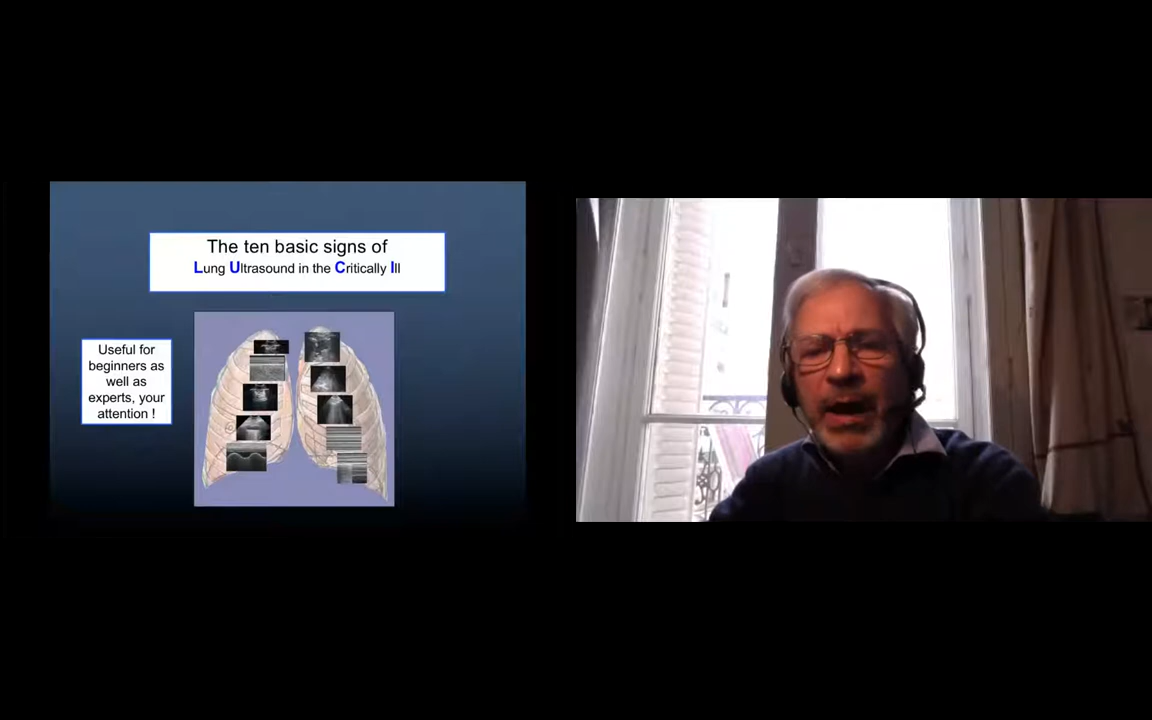 The ten basic signs of
Lung Ultrasound in the Critically Ill
Useful for
beginners as
well as
experts, your
attention !